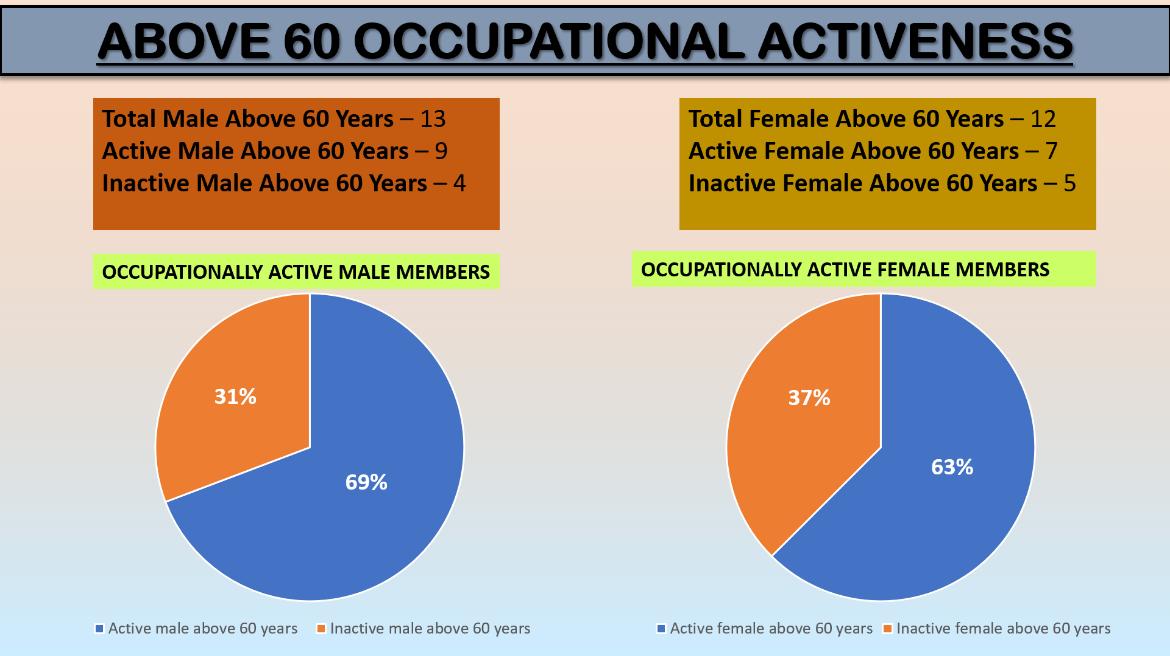 ABOVE 60 OCCUPATIONAL ACTIVENESS
Total Male Above 60 Years – 13
Active Male Above 60 Years – 9
Inactive Male Above 60 Years – 4
Total Female Above 60 Years – 12
Active Female Above 60 Years – 7
Inactive Female Above 60 Years – 5
OCCUPATIONALLY ACTIVE MALE MEMBERS
31%
69%
Active male above 60 years
Inactive male above 60 years
OCCUPATIONALLY ACTIVE FEMALE MEMBERS
37%
63%
Active female above 60 years
Inactive female above 60 years